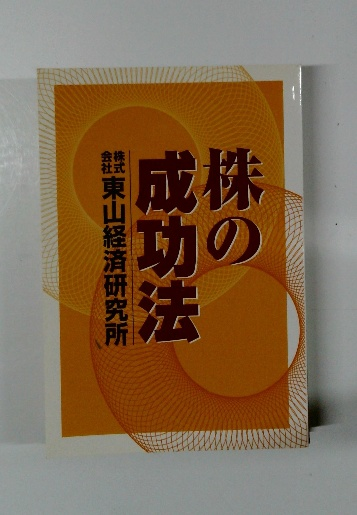 株の
成功法
株式会社
東山経済研究所